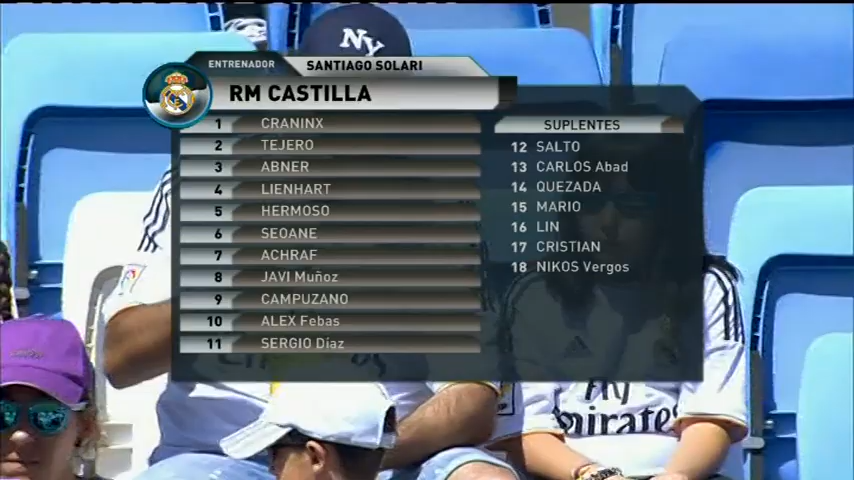 NY
ENTRENADOR
SANTIAGO SOLARI
RM CASTILLA
1 CRANINX
2 TEJERO
3 ABNER
4 LIENHART
5 HERMOSO
6 SEOANE
7 ACHRAF
8 JAVI Muñoz
9 CAMPUZANO
10 ALEX Febas
11 SERGIO Díaz
SUPLENTES
12 SALTO
13 CARLOS Abad
14 QUEZADA
15 MARIO
16 LIN
17 CRISTIAN
18 NIKOS Vergos
Fly
Emirates